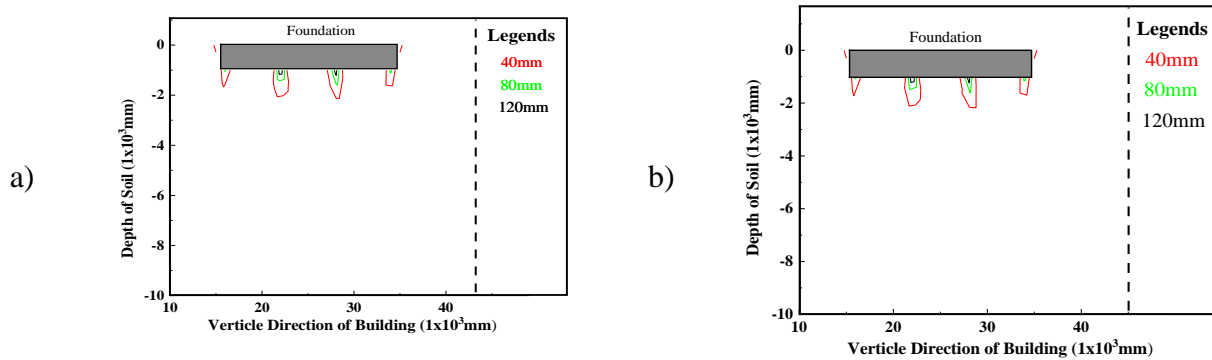 a)
Foundation
Legends
40mm
80mm
120mm
0
-2
-4
-6
-8
-10
10 20 30 40
Depth of Soil (1x10³mm)
Verticle Direction of Building (1x10³mm)
b)
Foundation
Legends
40mm
80mm
120mm
0
-2
-4
-6
-8
-10
10 20 30 40
Depth of Soil (1x10³mm)
Verticle Direction of Building (1x10³mm)